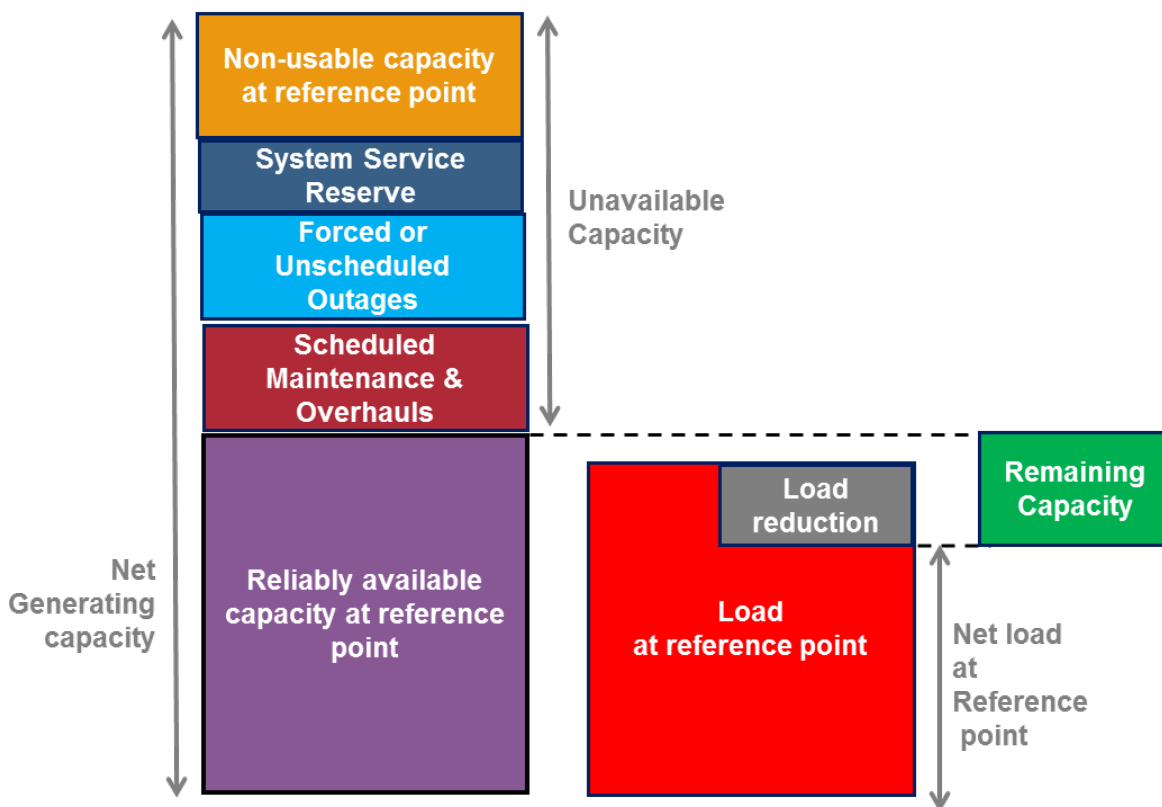 Non-usable capacity
at reference point
System Service
Reserve
Forced or
Unscheduled
Outages
Scheduled
Maintenance &
Overhauls
Unavailable
Capacity
Net
Generating
capacity
Reliably available
capacity at reference
point
Load
reduction
Load
at reference point
Remaining
Capacity
Net load
at
Reference
point